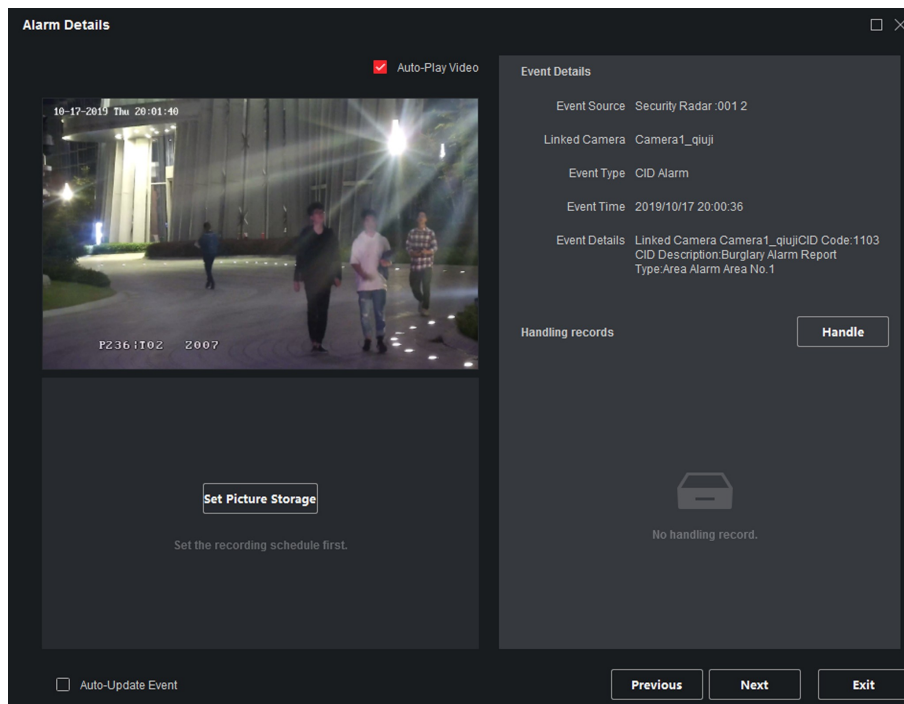 Alarm Details
Auto-Play Video
10-17-2019 Thu 20:01:40
PZ36:T02 2007
Set Picture Storage
Set the recording schedule first.
Event Details
Event Source Security Radar :001 2
Linked Camera Camera1_qiuji
Event Type CID Alarm
Event Time 2019/10/17 20:00:36
Event Details Linked Camera Camera1_qiujiCID Code:1103
CID Description:Burglary Alarm Report
Type:Area Alarm Area No.1
Handling records Handle
No handling record.
Auto-Update Event
Previous Next Exit